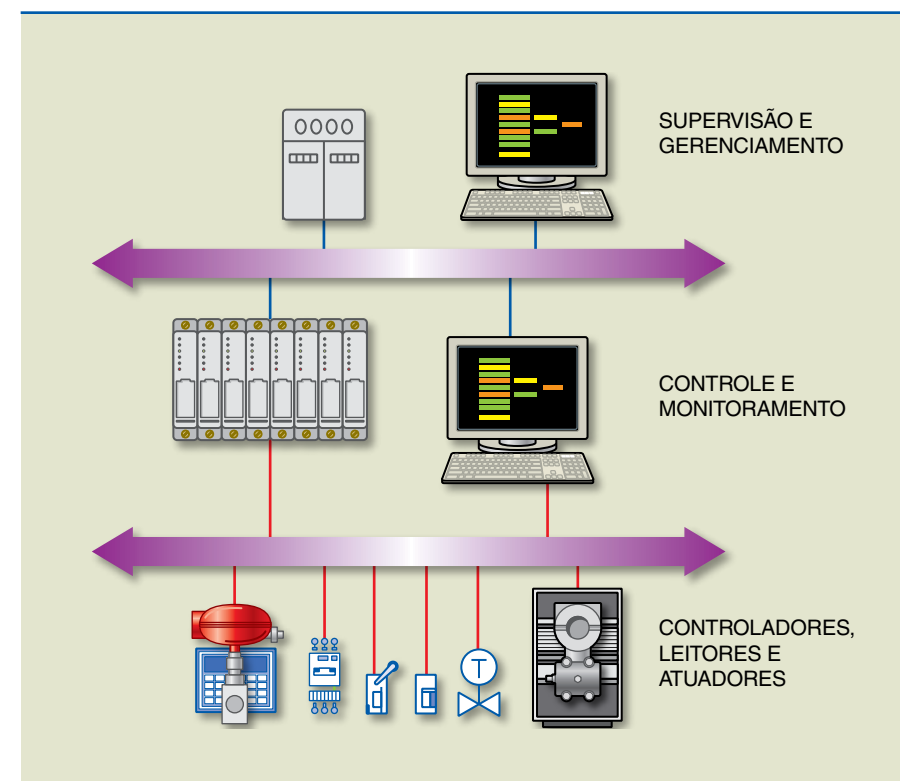 SUPERVISÃO E
GERENCIAMENTO
CONTROLE E
MONITORAMENTO
T
CONTROLADORES,
LEITORES E
ATUADORES